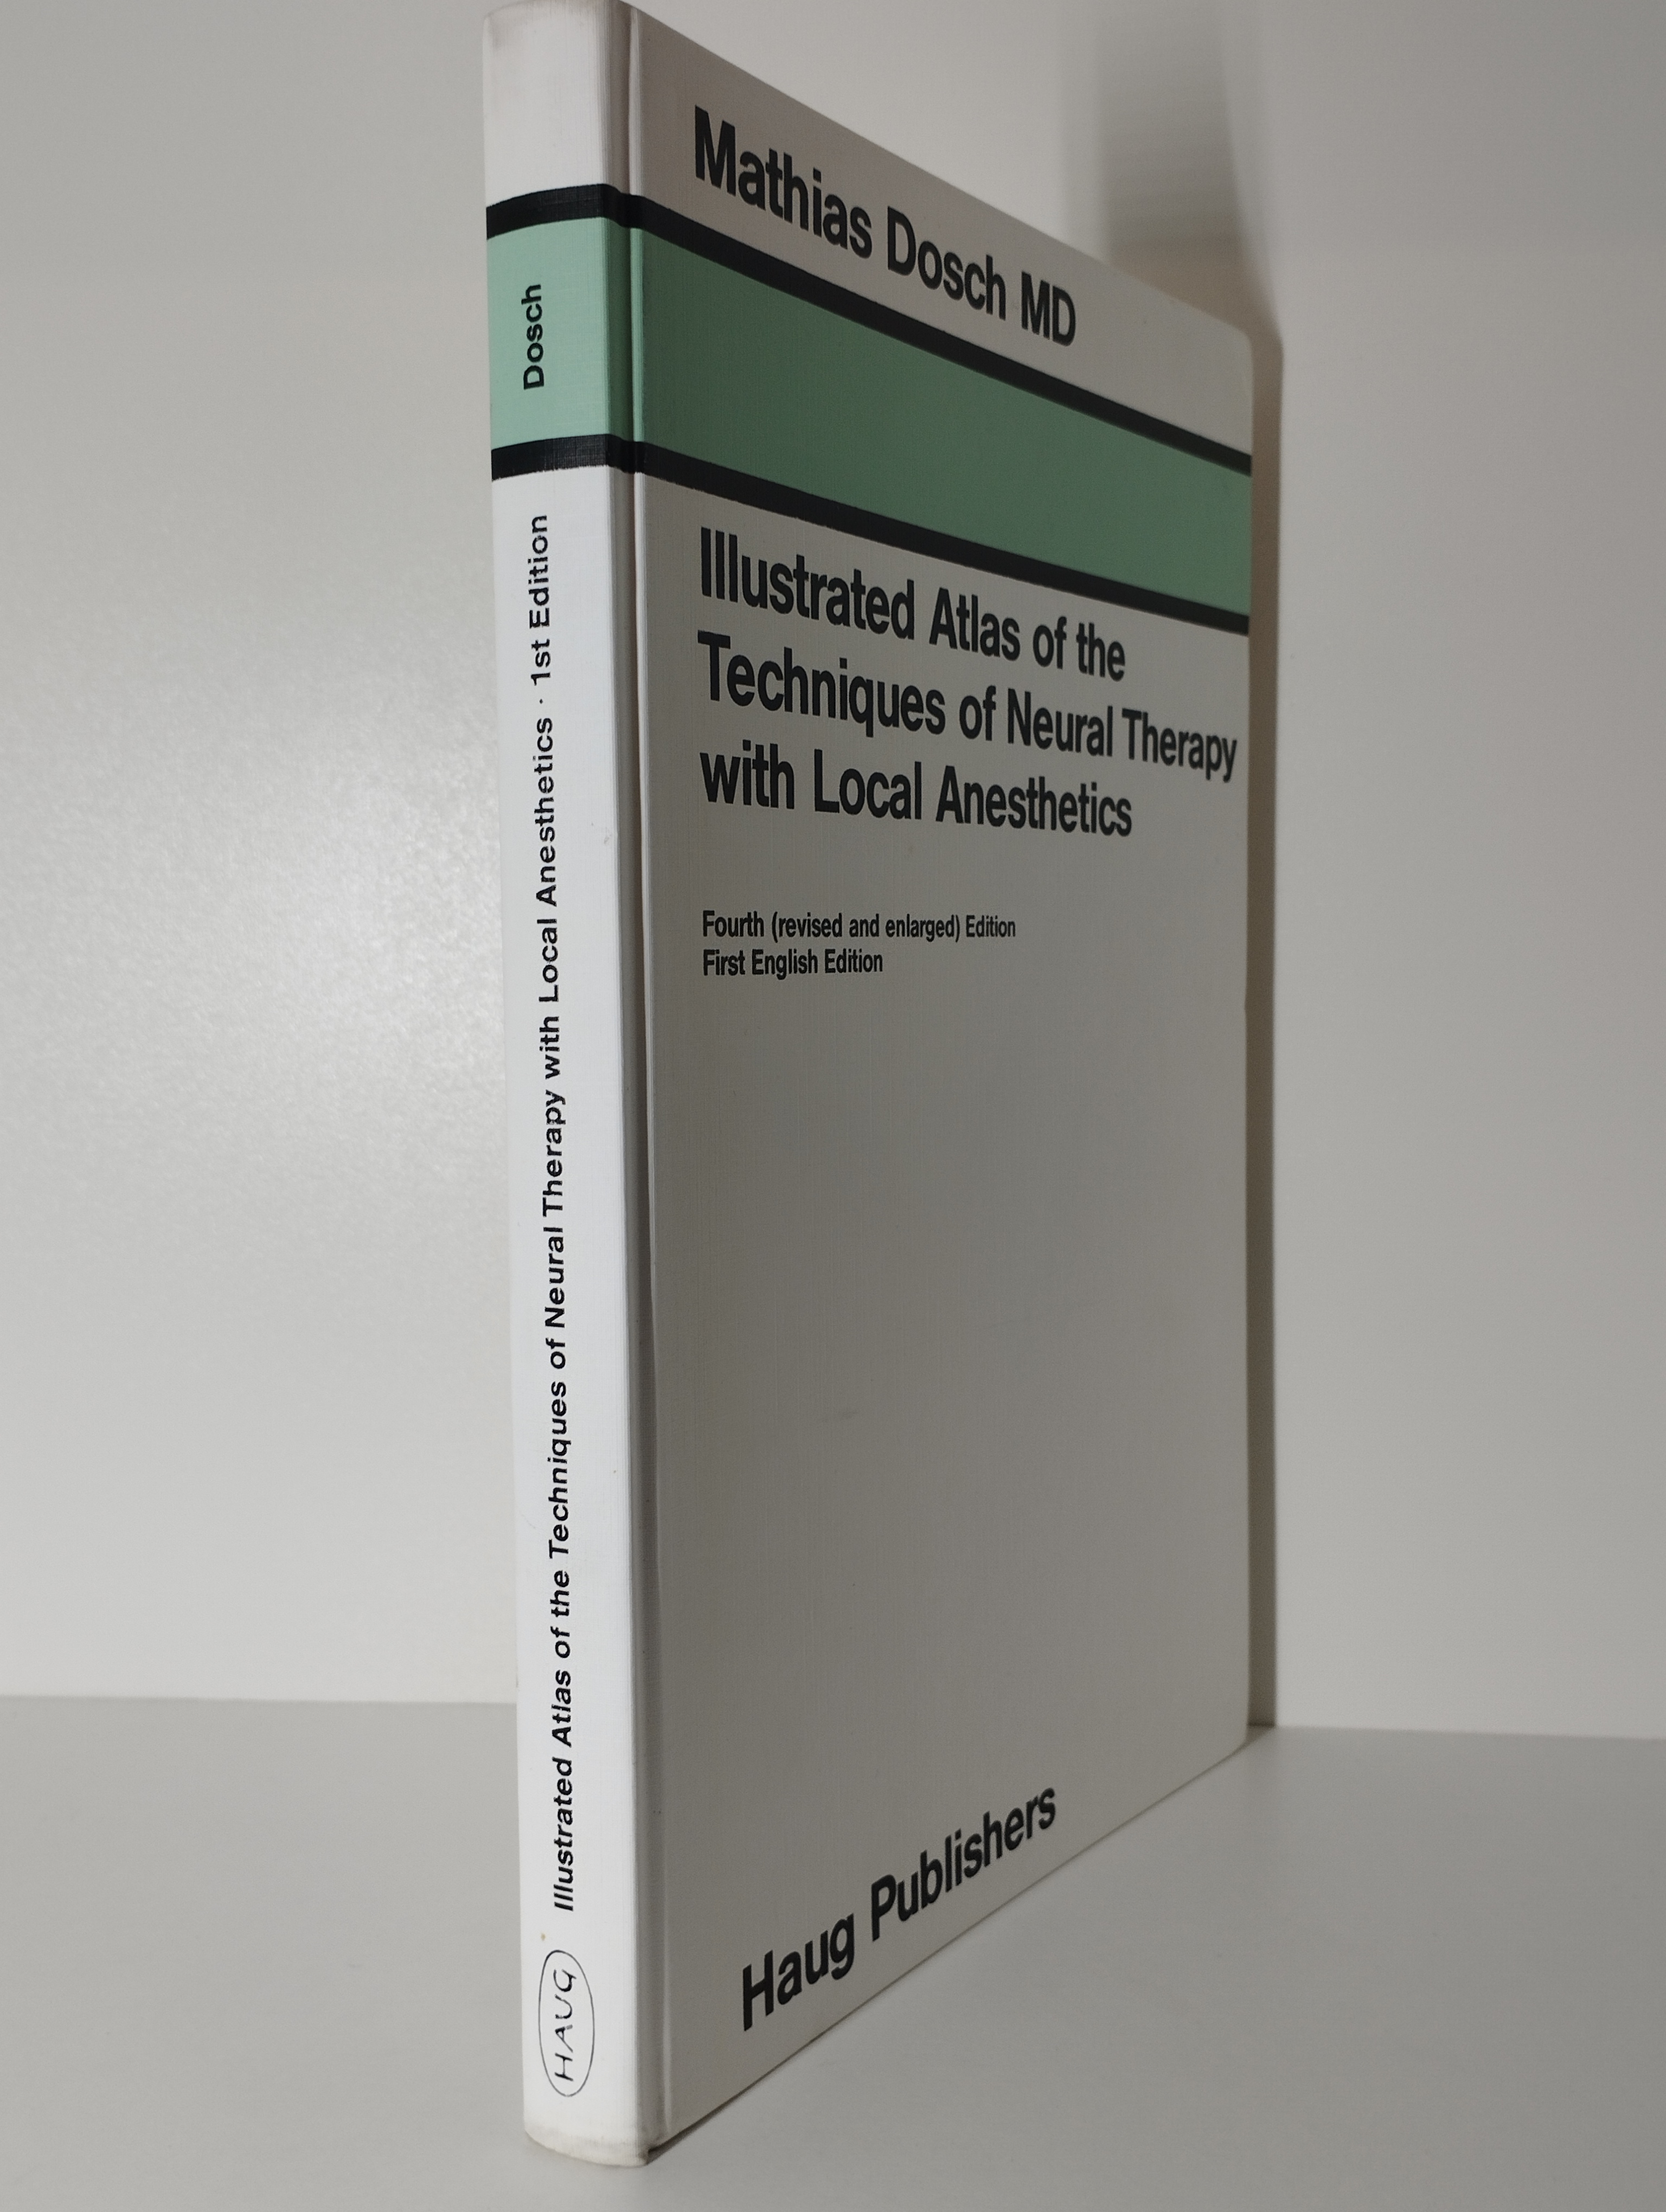 Mathias Dosch MD
Illustrated Atlas of the
Techniques of Neural Therapy
with Local Anesthetics
Fourth (revised and enlarged) Edition
First English Edition
Haug Publishers
Dosch
Illustrated Atlas of the Techniques of Neural Therapy with Local Anesthetics · 1st Edition
HAUG